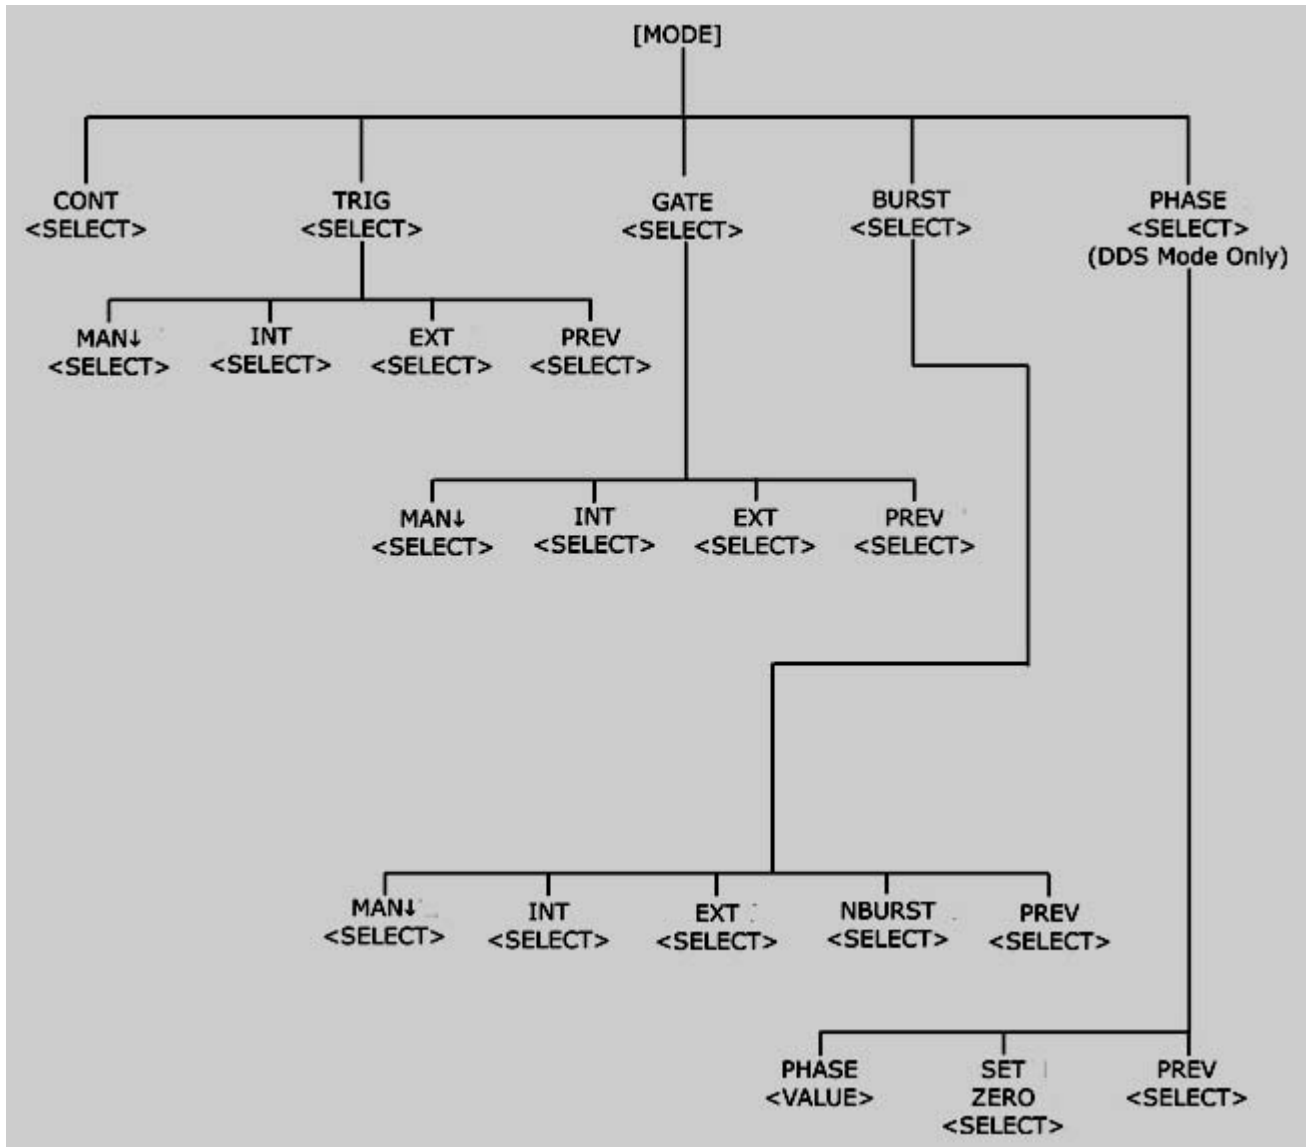 [MODE]
CONT
<SELECT>
TRIG
<SELECT>
GATE
<SELECT>
BURST
<SELECT>
PHASE
<SELECT>
(DDS Mode Only)
MAN↓
<SELECT>
INT
<SELECT>
EXT
<SELECT>
PREV
<SELECT>
MAN↓
<SELECT>
INT
<SELECT>
EXT
<SELECT>
PREV
<SELECT>
MAN↓
<SELECT>
INT
<SELECT>
EXT
<SELECT>
NBURST
<SELECT>
PREV
<SELECT>
PHASE
<VALUE>
SET
ZERO
<SELECT>
PREV
<SELECT>